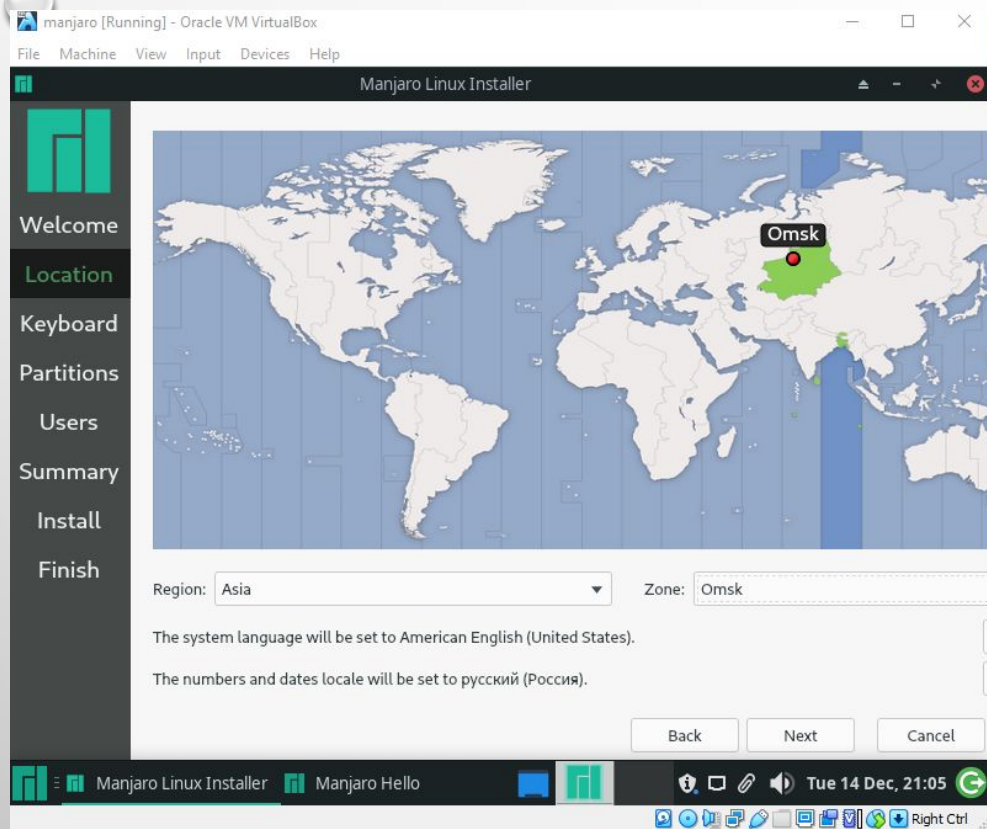 manjaro [Running] - Oracle VM VirtualBox
File Machine View Input Devices Help
Manjaro Linux Installer
Welcome
Location
Keyboard
Partitions
Users
Summary
Install
Finish
Omsk
Region: Asia Zone: Omsk
The system language will be set to American English (United States).
The numbers and dates locale will be set to русский (Россия).
Back Next Cancel
Manjaro Linux Installer Manjaro Hello Tue 14 Dec, 21:05
Right Ctrl